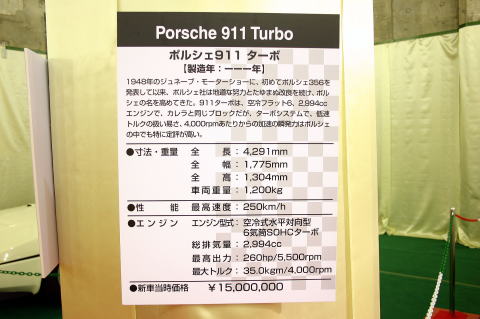 Porsche 911 Turbo
ポルシェ911 ターボ
【製造年：ーーー年】
1948年のジュネーブ・モーターショーに、初めてポルシェ356を
発表して以来、ポルシェ社は地道な努力とたゆまぬ改良を続け、ポル
シェの名を高めてきた。911ターボは、空冷フラット6、2,994cc
エンジンで、カレラと同じブロックだが、ターボシステムで、低速
トルクの扱い易さ、4,000rpmあたりからの加速の瞬発力はポルシェ
の中でも特に定評が高い。
●寸法・重量 全長：4,291mm
全幅：1,775mm
全高：1,304mm
車両重量：1,200kg
●性能 最高速度：250km/h
●エンジン エンジン型式：空冷式水平対向型
6気筒SOHCターボ
総排気量：2,994cc
最高出力：260hp/5,500rpm
最大トルク：35.0kgm/4,000rpm
●新車当時価格 ￥15,000,000